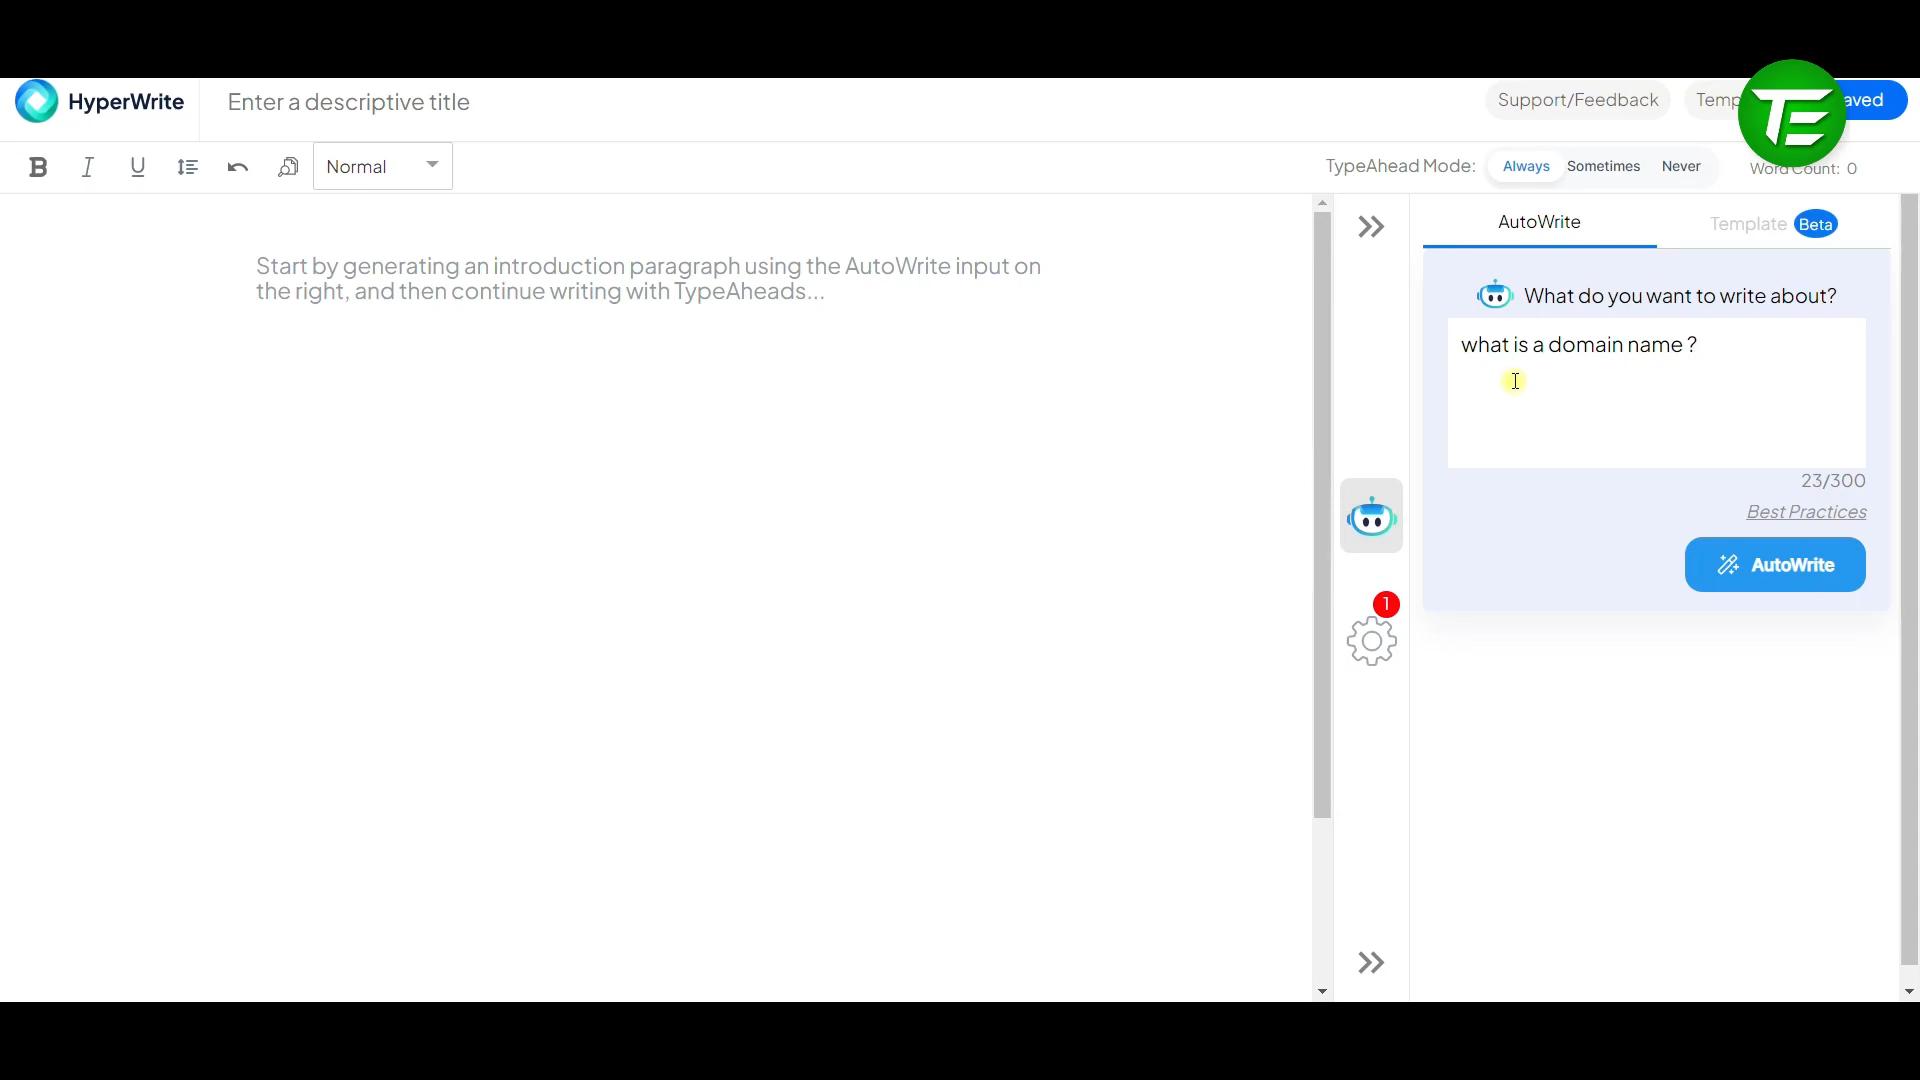 HyperWrite
Enter a descriptive title
Support/Feedback
Temp
aved
TE
Normal
TypeAhead Mode:
Always
Sometimes
Never
Word Count: 0
Start by generating an introduction paragraph using the AutoWrite input on
the right, and then continue writing with TypeAheads...
AutoWrite
Template
Beta
What do you want to write about?
what is a domain name ?
23/300
Best Practices
AutoWrite
1